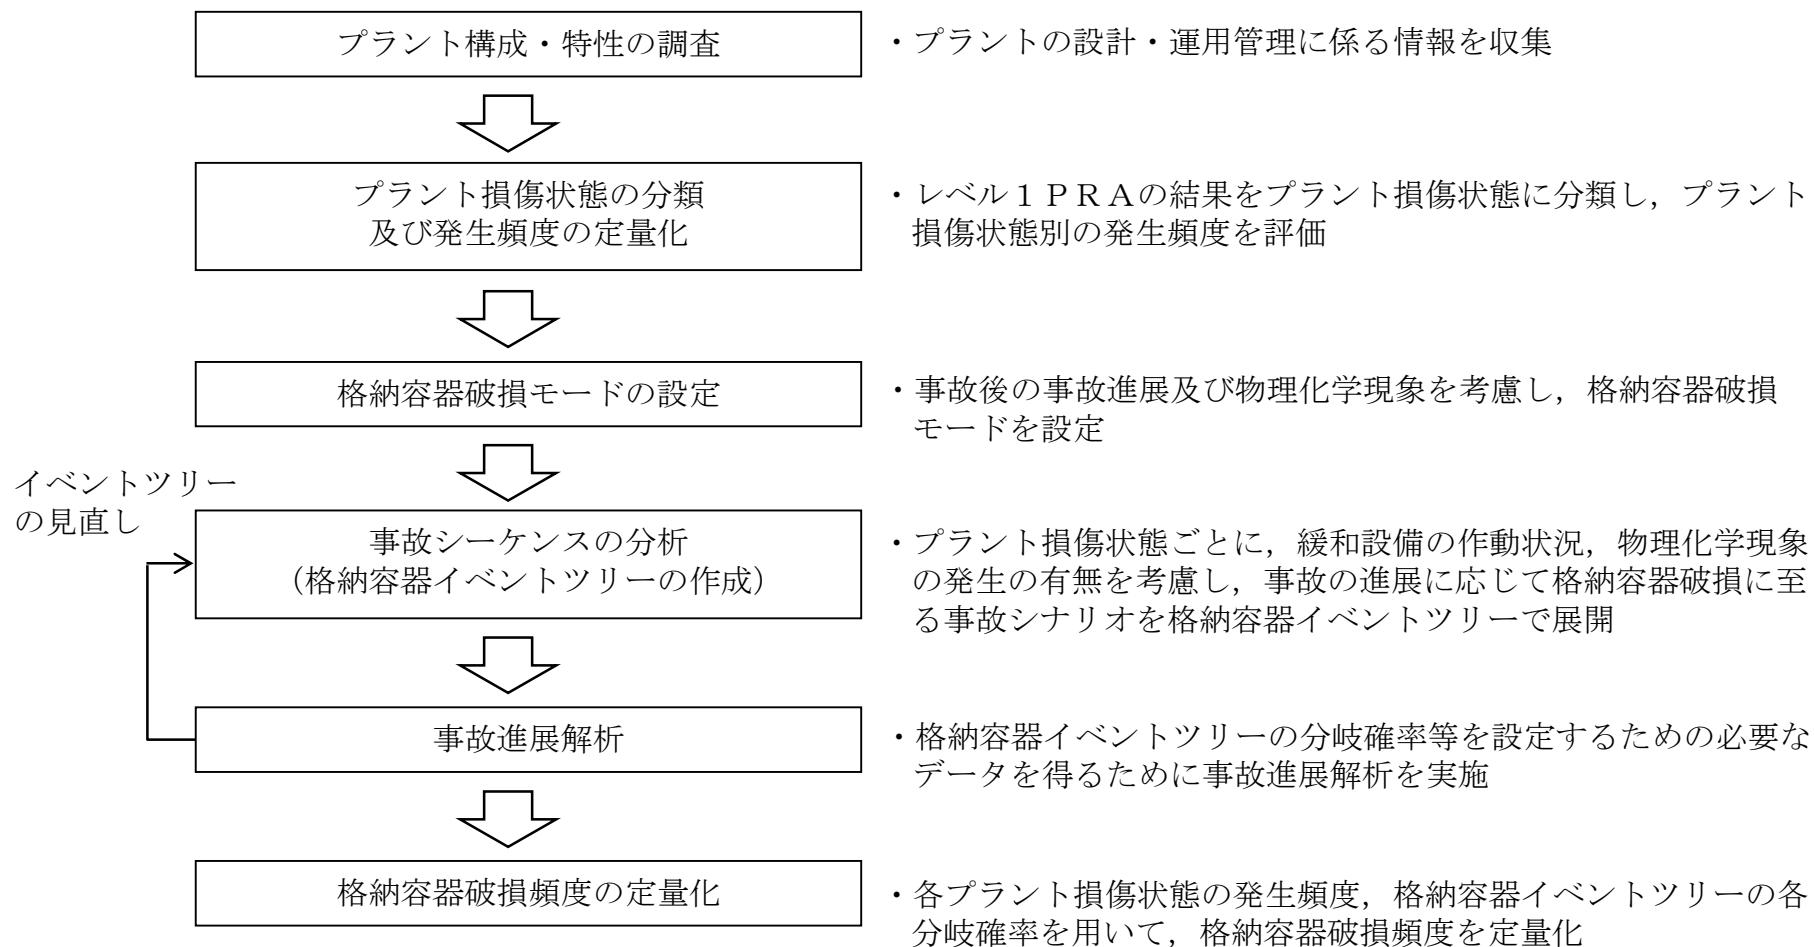 プラント構成・特性の調査
・プラントの設計・運用管理に係る情報を収集
プラント損傷状態の分類
及び発生頻度の定量化
・レベル１ＰＲＡの結果をプラント損傷状態に分類し，プラント
損傷状態別の発生頻度を評価
格納容器破損モードの設定
・事故後の事故進展及び物理化学現象を考慮し，格納容器破損
モードを設定
イベントツリー
の見直し
事故シーケンスの分析
（格納容器イベントツリーの作成）
・プラント損傷状態ごとに，緩和設備の作動状況，物理化学現象
の発生の有無を考慮し，事故の進展に応じて格納容器破損に至
る事故シナリオを格納容器イベントツリーで展開
事故進展解析
・格納容器イベントツリーの分岐確率等を設定するための必要な
データを得るために事故進展解析を実施
格納容器破損頻度の定量化
・各プラント損傷状態の発生頻度，格納容器イベントツリーの各
分岐確率を用いて，格納容器破損頻度を定量化